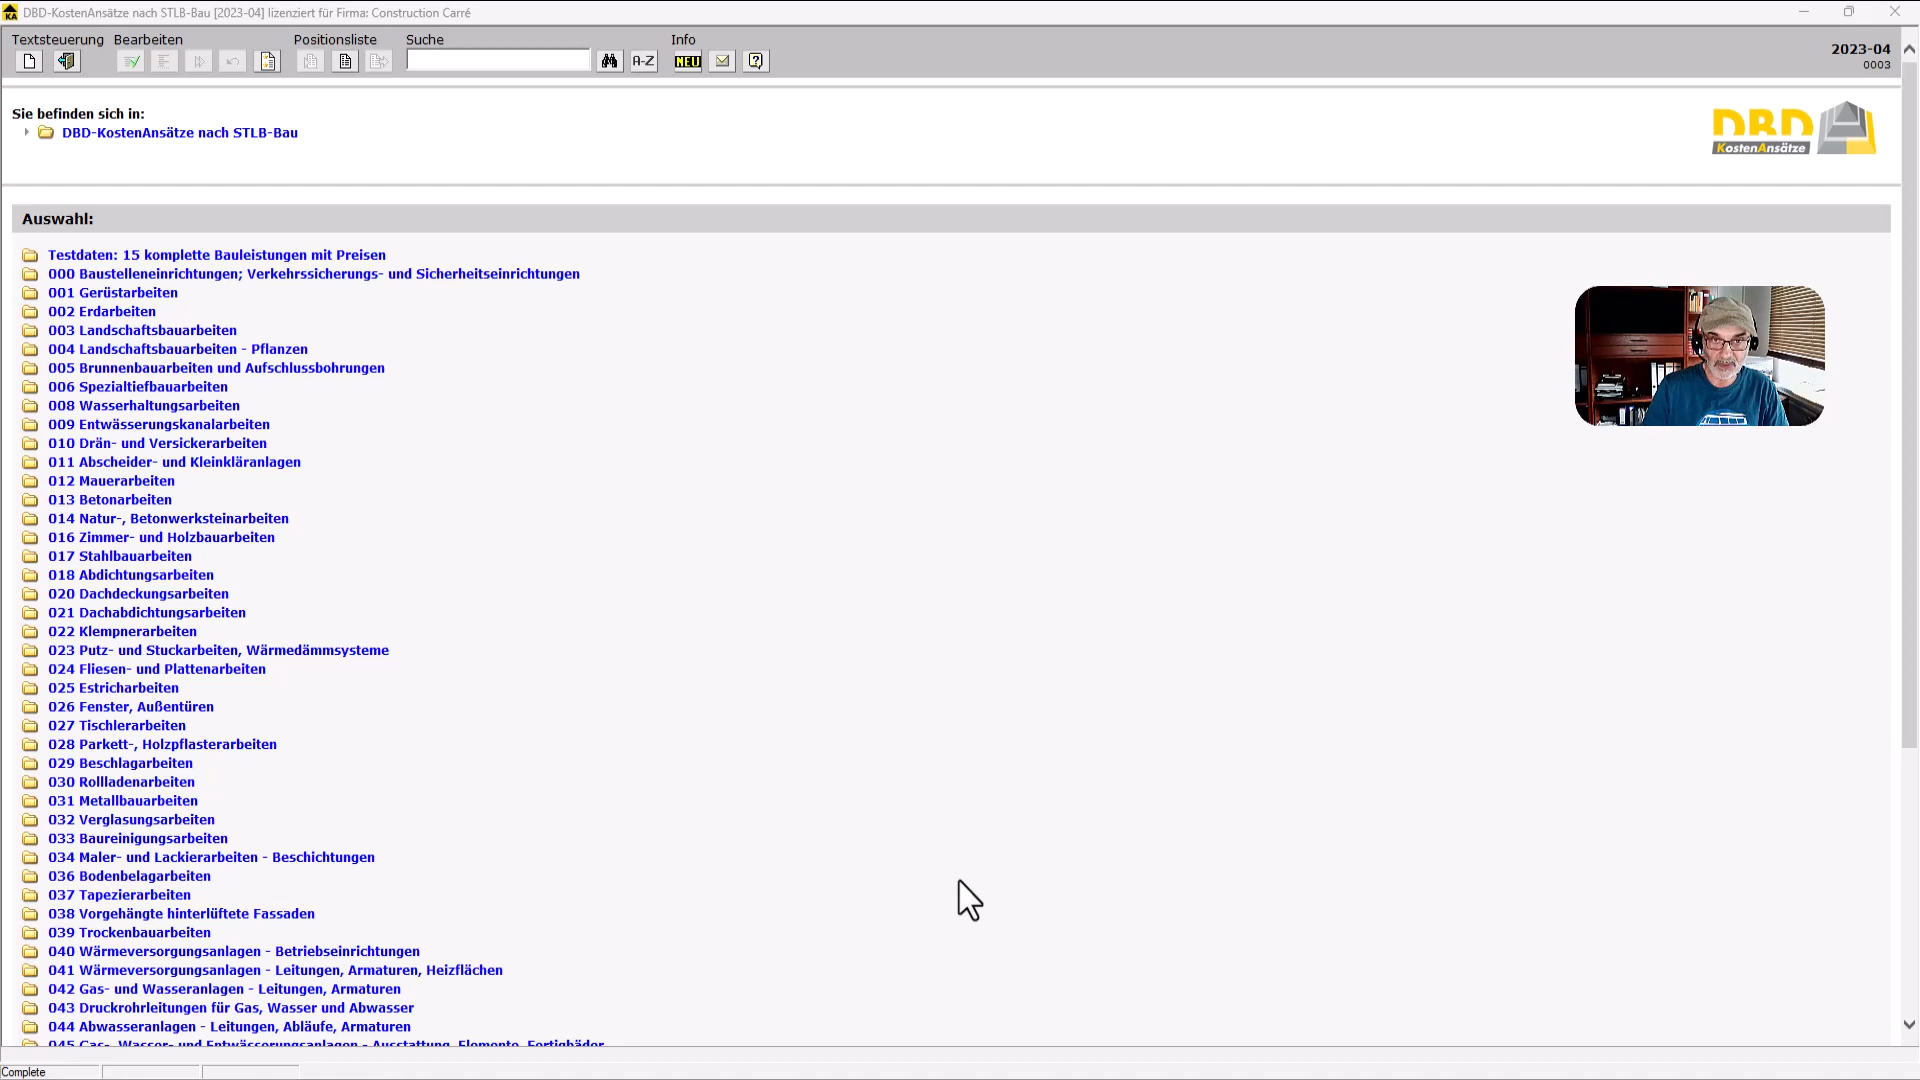 DBD-KostenAnsätze nach STLB-Bau [2023-04] lizenziert für Firma: Construction Carré
Textsteuerung Bearbeiten Positionsliste Suche Info
A-Z NEU
2023-04
0003
Sie befinden sich in:
DBD-KostenAnsätze nach STLB-Bau
DBD
KostenAnsätze
Auswahl:
Testdaten: 15 komplette Bauleistungen mit Preisen
000 Baustelleneinrichtungen; Verkehrssicherungs- und Sicherheitseinrichtungen
001 Gerüstarbeiten
002 Erdarbeiten
003 Landschaftsbauarbeiten
004 Landschaftsbauarbeiten - Pflanzen
005 Brunnenbauarbeiten und Aufschlussbohrungen
006 Spezialtiefbauarbeiten
008 Wasserhaltungsarbeiten
009 Entwässerungskanalarbeiten
010 Drän- und Versickerarbeiten
011 Abscheider- und Kleinkläranlagen
012 Mauerarbeiten
013 Betonarbeiten
014 Natur-, Betonwerksteinarbeiten
016 Zimmer- und Holzbauarbeiten
017 Stahlbauarbeiten
018 Abdichtungsarbeiten
020 Dachdeckungsarbeiten
021 Dachabdichtungsarbeiten
022 Klempnerarbeiten
023 Putz- und Stuckarbeiten, Wärmedämmsysteme
024 Fliesen- und Plattenarbeiten
025 Estricharbeiten
026 Fenster, Außentüren
027 Tischlerarbeiten
028 Parkett-, Holzpflasterarbeiten
029 Beschlagarbeiten
030 Rollladenarbeiten
031 Metallbauarbeiten
032 Verglasungsarbeiten
033 Baureinigungsarbeiten
034 Maler- und Lackierarbeiten - Beschichtungen
036 Bodenbelagarbeiten
037 Tapezierarbeiten
038 Vorgehängte hinterlüftete Fassaden
039 Trockenbauarbeiten
040 Wärmeversorgungsanlagen - Betriebseinrichtungen
041 Wärmeversorgungsanlagen - Leitungen, Armaturen, Heizflächen
042 Gas- und Wasseranlagen - Leitungen, Armaturen
043 Druckrohrleitungen für Gas, Wasser und Abwasser
044 Abwasseranlagen - Leitungen, Abläufe, Armaturen
045 Gas-, Wasser- und Entwässerungsanlagen - Ausstattung, Elemente, Fertigbäder
Complete